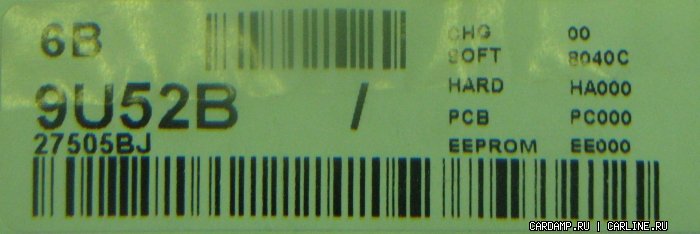 6B
9U52B /
27505BJ
CHG 00
SOFT 8040C
HARD HA000
PCB PC000
EEPROM EE000
CARDAMP.RU | CARLINE.RU